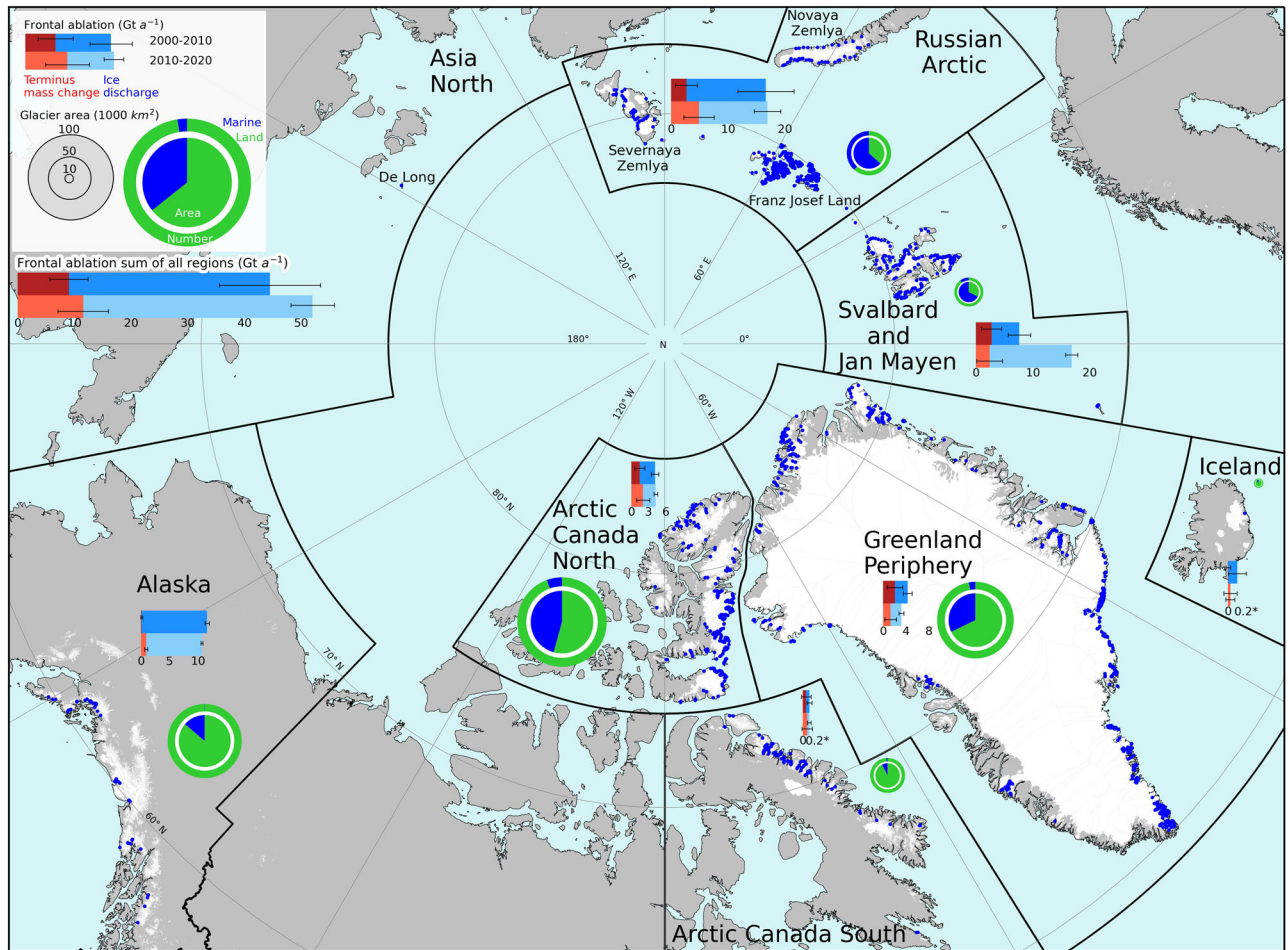 Frontal ablation (Gt a⁻¹)
2000-2010
2010-2020
Terminus
mass change
Ice
discharge
Glacier area (1000 km²)
100
50
10
Marine
Land
Area
Number
Frontal ablation sum of all regions (Gt a⁻¹)
0 10 20 30 40 50
Asia
North
De Long
Novaya
Zemlya
Russian
Arctic
0°
0 10 20
Severnaya
Zemlya
Franz Josef Land
120° E
60° E
180°
N
0°
120° W
60° W
Svalbard
and
Jan Mayen
0 10 20
Iceland
0 0.2*
80° N
Arctic
Canada
North
0 3 6
Greenland
Periphery
0 4 8
Alaska
0 5 10
70° N
60° N
00.2*
Arctic Canada South